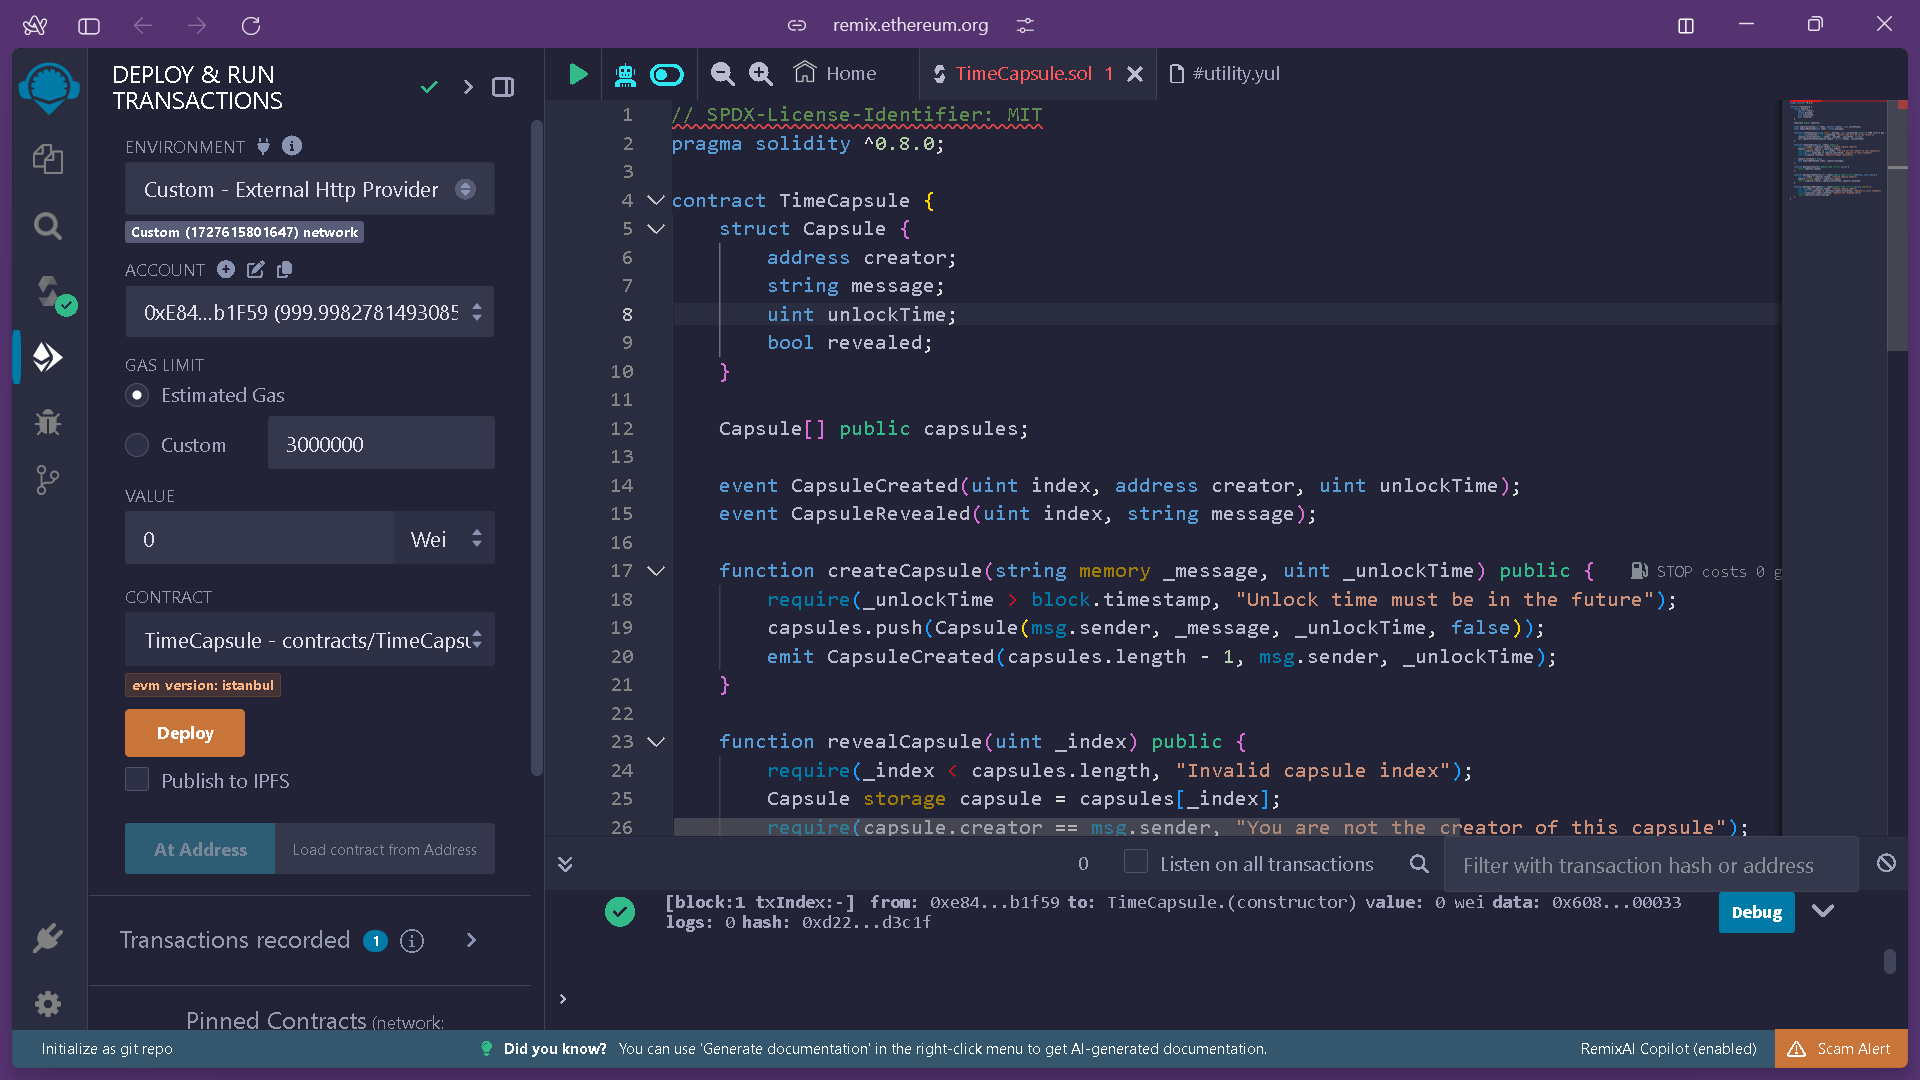 remix.ethereum.org
DEPLOY & RUN
TRANSACTIONS
ENVIRONMENT
Custom - External Http Provider
Custom (1727615801647) network
ACCOUNT
0xE84...b1F59 (999.9982781493085
GAS LIMIT
Estimated Gas
Custom
3000000
VALUE
0
Wei
CONTRACT
TimeCapsule - contracts/TimeCapsu
evm version: istanbul
Deploy
Publish to IPFS
At Address
Load contract from Address
Transactions recorded 1
Pinned Contracts (network:
Home
TimeCapsule.sol 1
#utility.yul
1 // SPDX-License-Identifier: MIT
2 pragma solidity ^0.8.0;
3
4 contract TimeCapsule {
5 struct Capsule {
6 address creator;
7 string message;
8 uint unlockTime;
9 bool revealed;
10 }
11
12 Capsule[] public capsules;
13
14 event CapsuleCreated(uint index, address creator, uint unlockTime);
15 event CapsuleRevealed(uint index, string message);
16
17 function createCapsule(string memory _message, uint _unlockTime) public { STOP costs 0 g
18 require(_unlockTime > block.timestamp, "Unlock time must be in the future");
19 capsules.push(Capsule(msg.sender, _message, _unlockTime, false));
20 emit CapsuleCreated(capsules.length - 1, msg.sender, _unlockTime);
21 }
22
23 function revealCapsule(uint _index) public {
24 require(_index < capsules.length, "Invalid capsule index");
25 Capsule storage capsule = capsules[_index];
26 require(capsule.creator == msg.sender, "You are not the creator of this capsule");
0
Listen on all transactions
Filter with transaction hash or address
[block:1 txIndex:-] from: 0xe84...b1f59 to: TimeCapsule.(constructor) value: 0 wei data: 0x608...00033
logs: 0 hash: 0xd22...d3c1f
Debug
>
Initialize as git repo
Did you know? You can use 'Generate documentation' in the right-click menu to get AI-generated documentation.
RemixAI Copilot (enabled)
Scam Alert